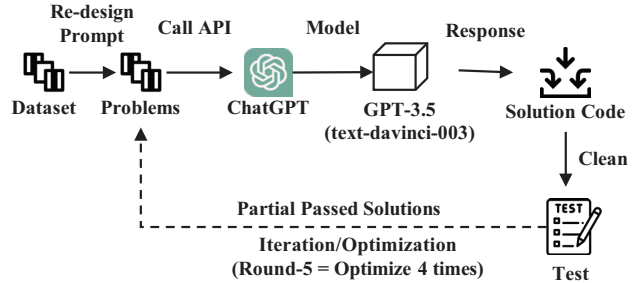 Re-design
Prompt
Call API
Model
Response
Dataset
Problems
ChatGPT
GPT-3.5
(text-davinci-003)
Solution Code
Clean
TEST
Partial Passed Solutions
Iteration/Optimization
(Round-5 = Optimize 4 times)
Test